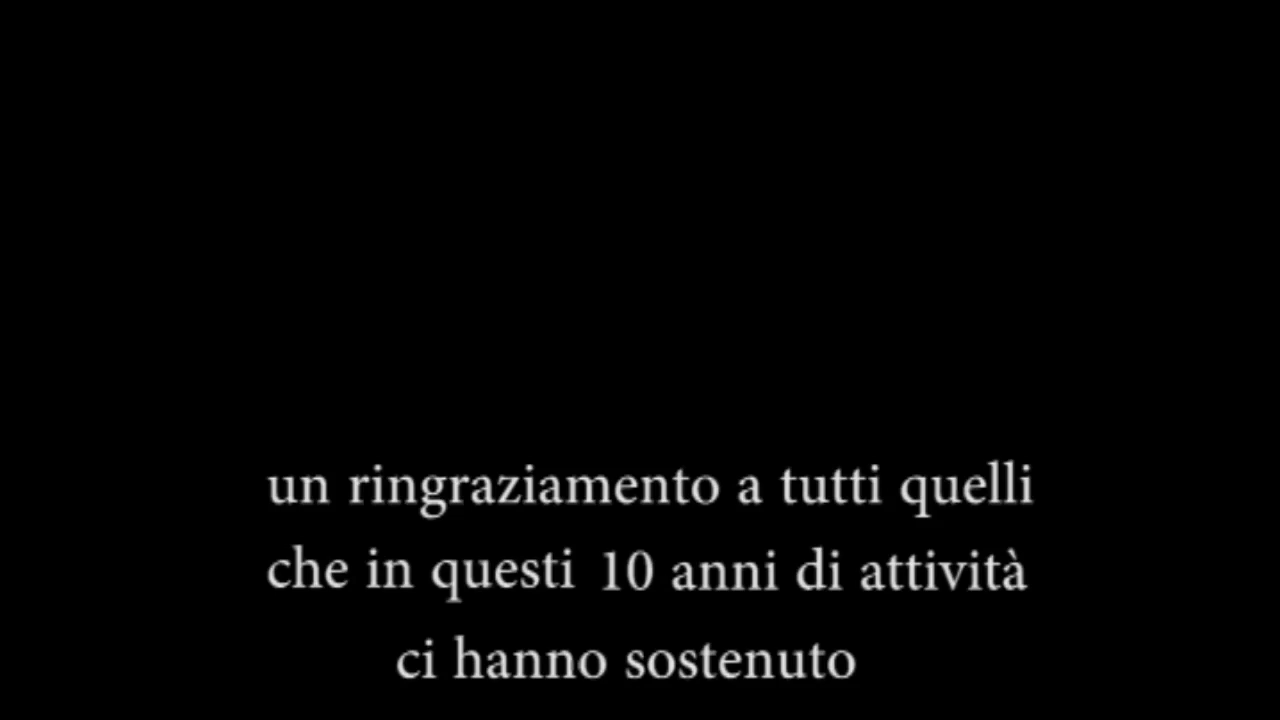 un ringraziamento a tutti quelli
che in questi 10 anni di attività
ci hanno sostenuto